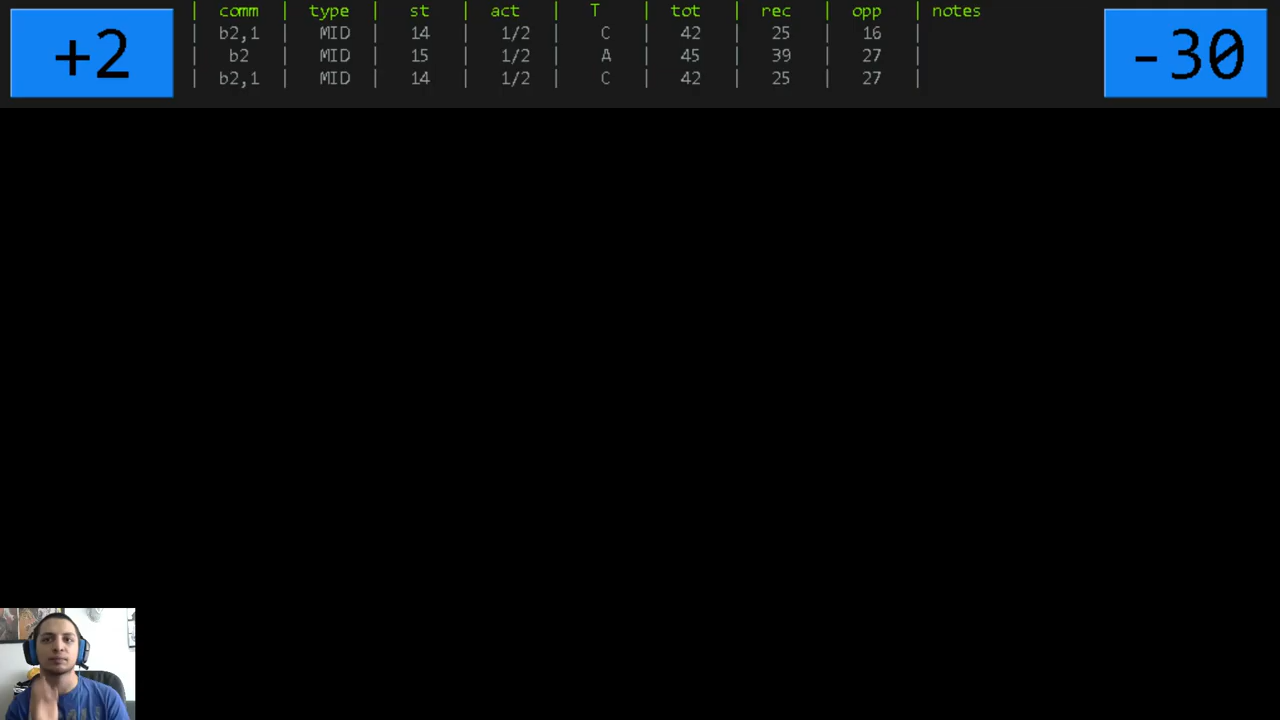 +2
| comm | type | st | act | T | tot | rec | opp | notes
| b2,1 | MID | 14 | 1/2 | C | 42 | 25 | 16 |
| b2 | MID | 15 | 1/2 | A | 45 | 39 | 27 |
| b2,1 | MID | 14 | 1/2 | C | 42 | 25 | 27 |
-30